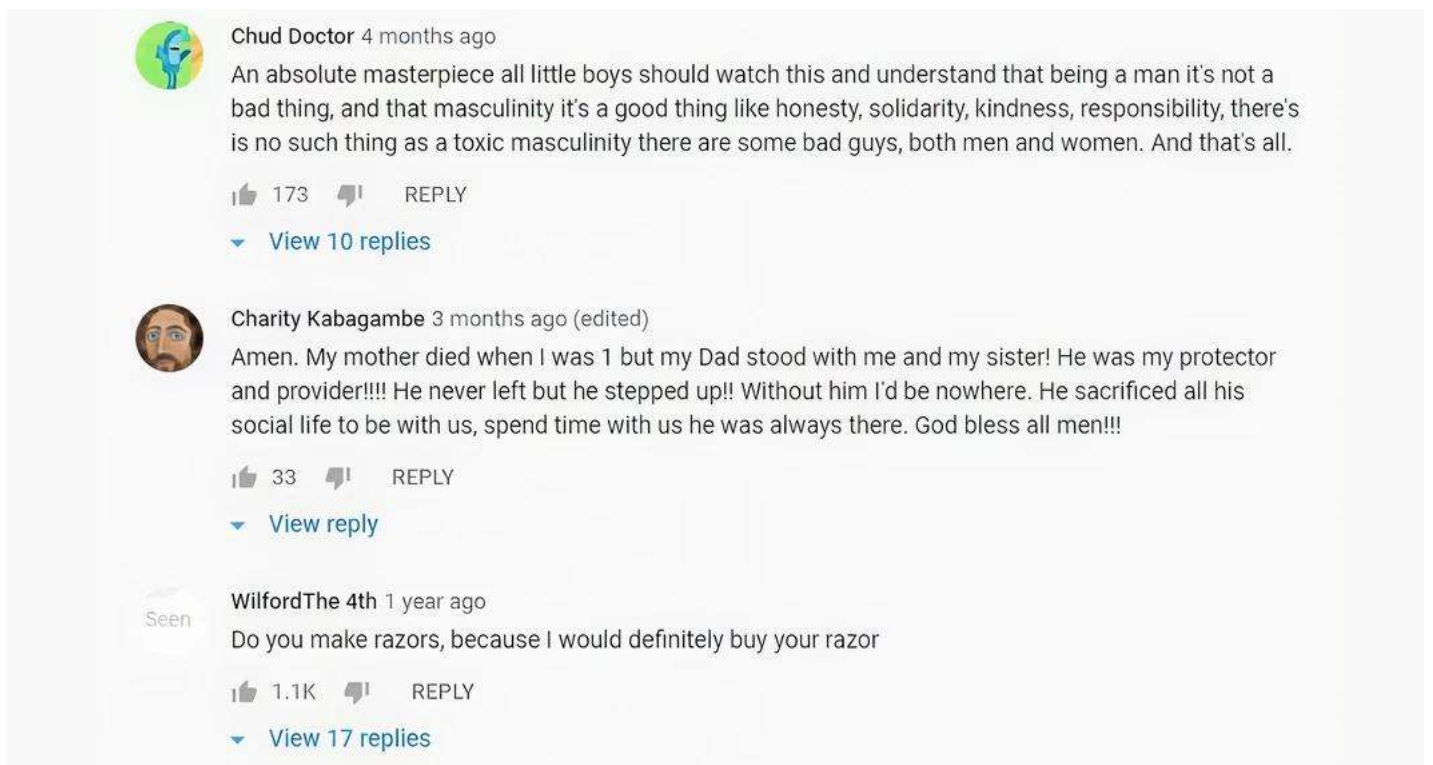 Chud Doctor 4 months ago
An absolute masterpiece all little boys should watch this and understand that being a man it's not a
bad thing, and that masculinity it's a good thing like honesty, solidarity, kindness, responsibility, there's
is no such thing as a toxic masculinity there are some bad guys, both men and women. And that's all.
173 REPLY
View 10 replies
Charity Kabagambe 3 months ago (edited)
Amen. My mother died when I was 1 but my Dad stood with me and my sister! He was my protector
and provider!!!! He never left but he stepped up!! Without him I'd be nowhere. He sacrificed all his
social life to be with us, spend time with us he was always there. God bless all men!!!
33 REPLY
View reply
Seen
WilfordThe 4th 1 year ago
Do you make razors, because I would definitely buy your razor
1.1K REPLY
View 17 replies